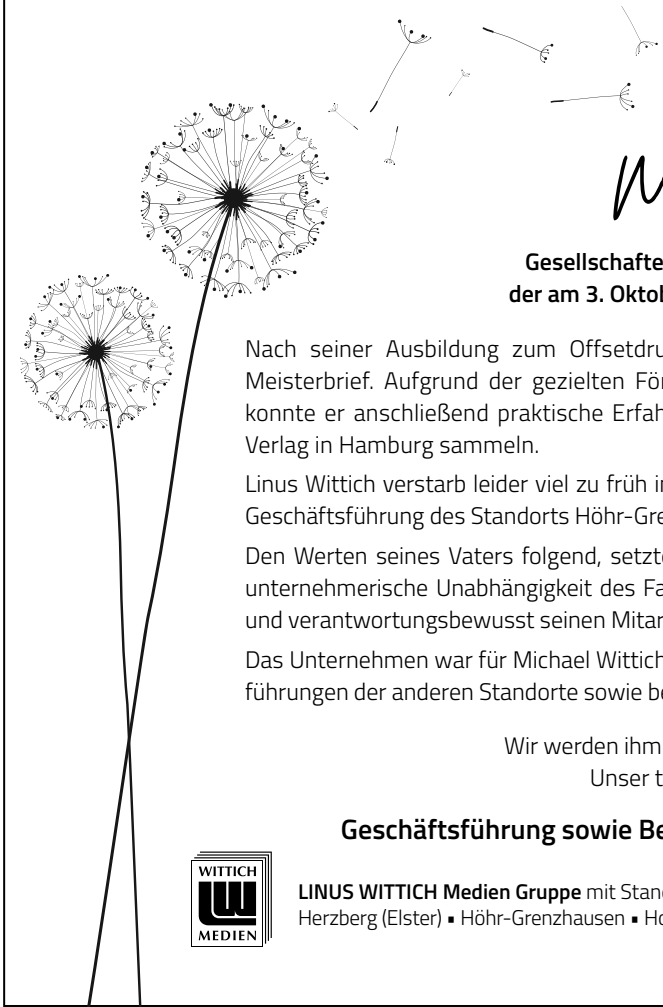 Gesellschafte
der am 3. Oktob
Nach seiner Ausbildung zum Offsetdru
Meisterbrief. Aufgrund der gezielten För
konnte er anschließend praktische Erfah
Verlag in Hamburg sammeln.
Linus Wittich verstarb leider viel zu früh i
Geschäftsführung des Standorts Höhr-Gre
Den Werten seines Vaters folgend, setzte
unternehmerische Unabhängigkeit des Fa
und verantwortungsbewusst seinen Mitar
Das Unternehmen war für Michael Wittich
führungen der anderen Standorte sowie be
Wir werden ihm
Unser t
Geschäftsführung sowie Be
WITTICH
LW
MEDIEN
LINUS WITTICH Medien Gruppe mit Stand
Herzberg (Elster) ▪ Höhr-Grenzhausen ▪ Ho